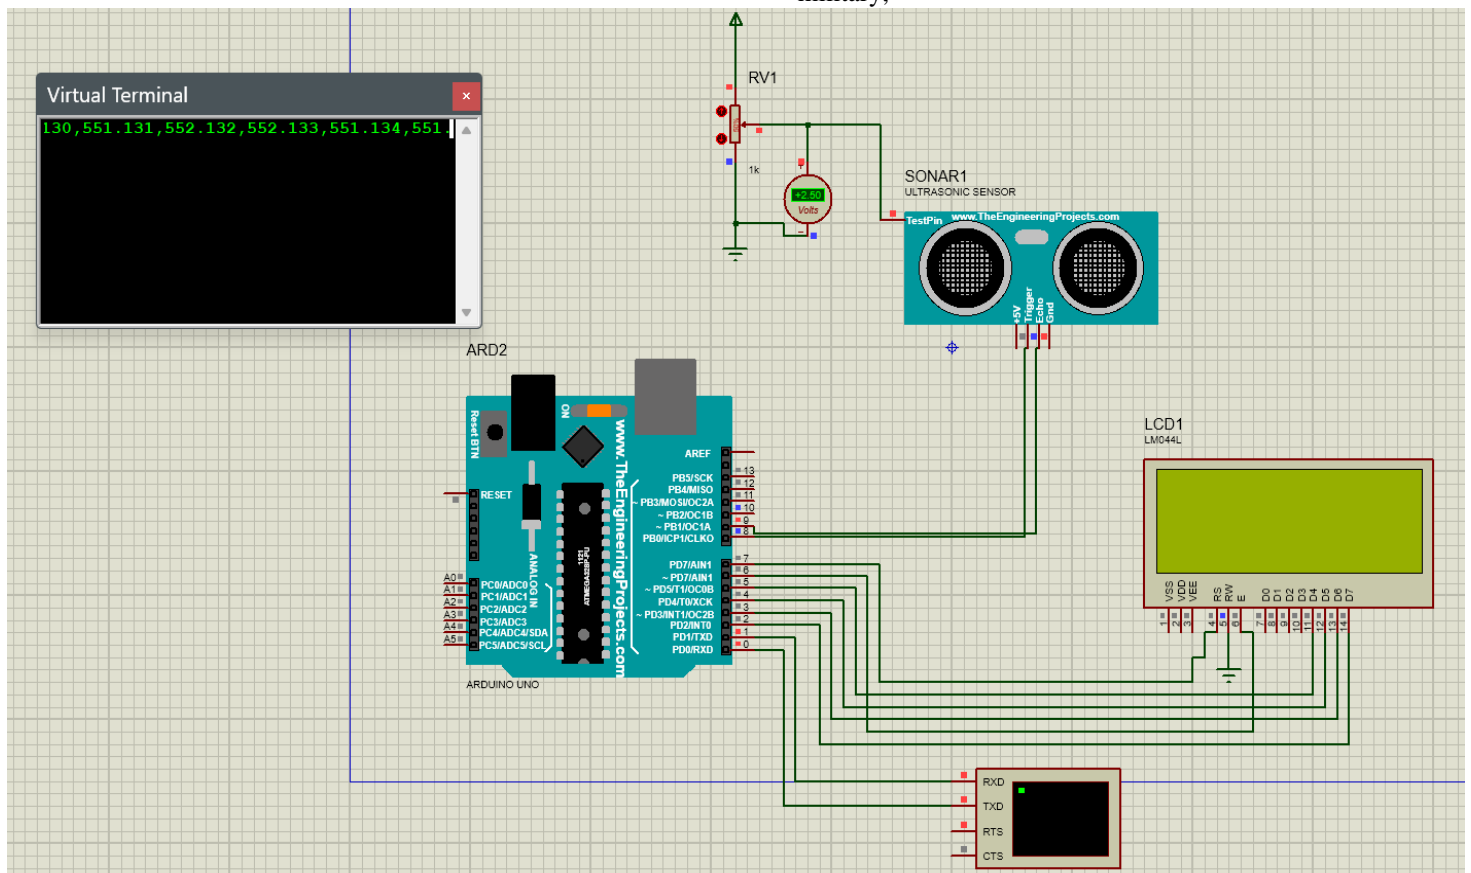 military,
RV1
50%
1k
+2.50
Volts
Virtual Terminal
130,551.131,552.132,552.133,551.134,551.
SONAR1
ULTRASONIC SENSOR
TestPin
www.TheEngineeringProjects.com
+5V
Trigger
Echo
Gnd
ARD2
Reset BTN
ON
www.TheEngineeringProjects.com
AREF
13
PB5/SCK
12
PB4/MISO
11
~ PB3/MOSI/OC2A
10
~ PB2/OC1B
9
~ PB1/OC1A
8
PB0/ICP1/CLKO
7
PD7/AIN1
6
~ PD7/AIN1
5
~ PD5/T1/OC0B
4
PD4/T0/XCK
3
~ PD3/INT1/OC2B
2
PD2/INT0
1
PD1/TXD
0
PD0/RXD
RESET
ANALOG IN
1121
ATMEGA328P-PU
A0
PC0/ADC0
A1
PC1/ADC1
A2
PC2/ADC2
A3
PC3/ADC3
A4
PC4/ADC4/SDA
A5
PC5/ADC5/SCL
ARDUINO UNO
LCD1
LM044L
VSS
VDD
VEE
RS
RW
E
D0
D1
D2
D3
D4
D5
D6
D7
1
2
3
4
5
6
7
8
9
10
11
12
13
14
RXD
TXD
RTS
CTS